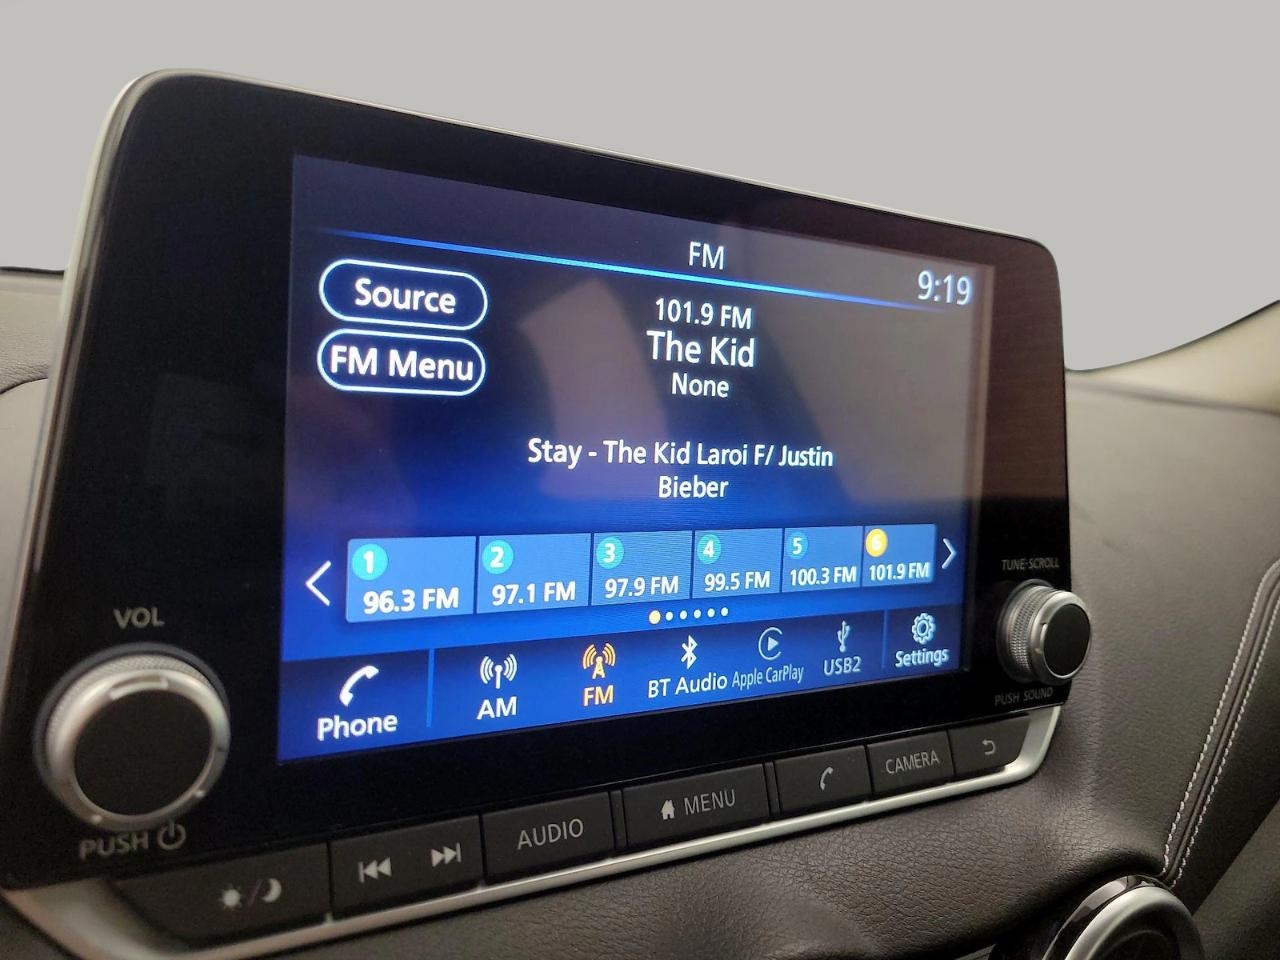 FM
9:19
Source
FM Menu
101.9 FM
The Kid
None
Stay - The Kid Laroi F/ Justin
Bieber
1
96.3 FM
2
97.1 FM
3
97.9 FM
4
99.5 FM
5
100.3 FM
6
101.9 FM
Phone
AM
FM
BT Audio
Apple CarPlay
USB2
Settings
VOL
PUSH
TUNE-SCROLL
PUSH SOUND
AUDIO
MENU
CAMERA